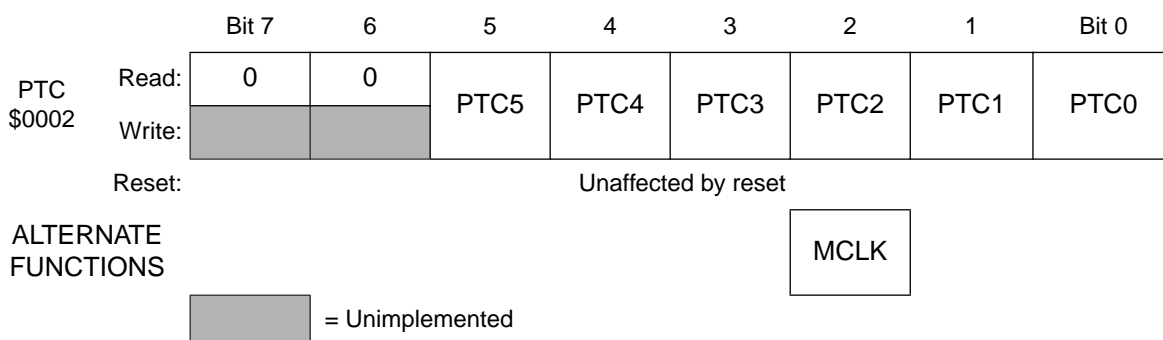 Bit 7 6 5 4 3 2 1 Bit 0
PTC
$0002
Read: 0 0
Write:
PTC5 PTC4 PTC3 PTC2 PTC1 PTC0
Reset: Unaffected by reset
ALTERNATE
FUNCTIONS
MCLK
= Unimplemented